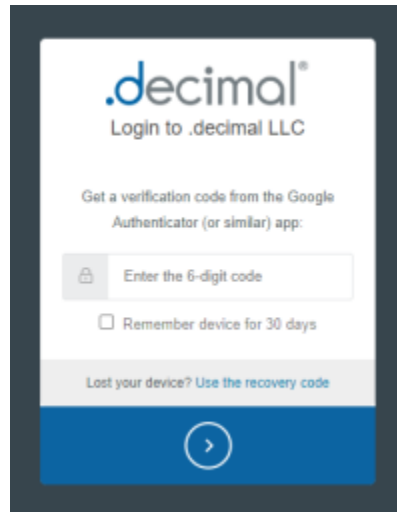 .decimal®
Login to .decimal LLC
Get a verification code from the Google
Authenticator (or similar) app:
Enter the 6-digit code
Remember device for 30 days
Lost your device? Use the recovery code